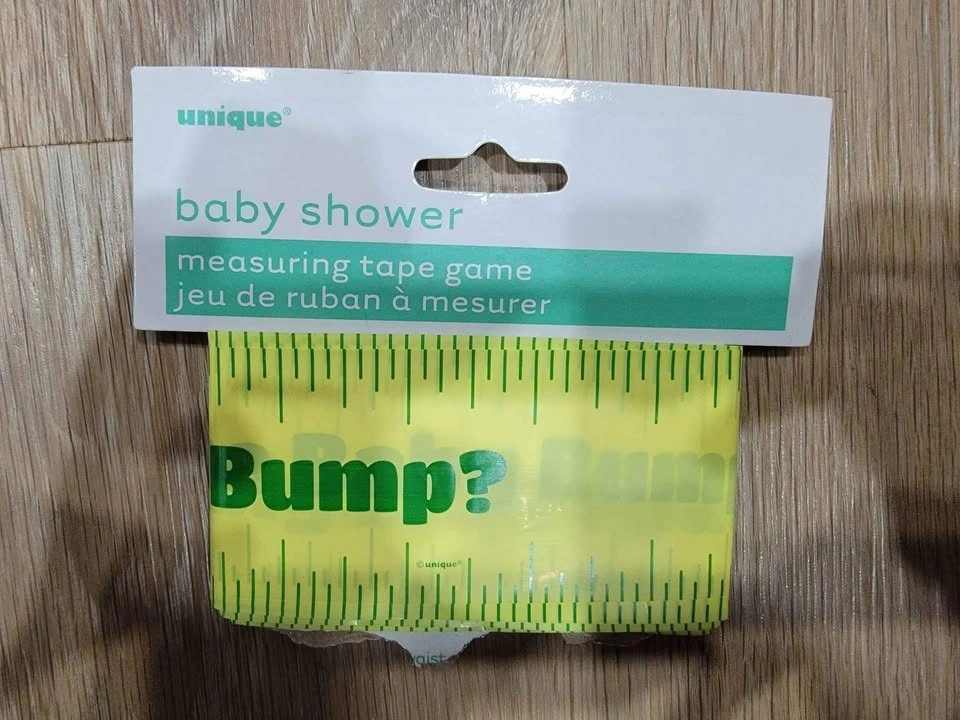 unique®
baby shower
measuring tape game
jeu de ruban à mesurer
Bump?
©unique®